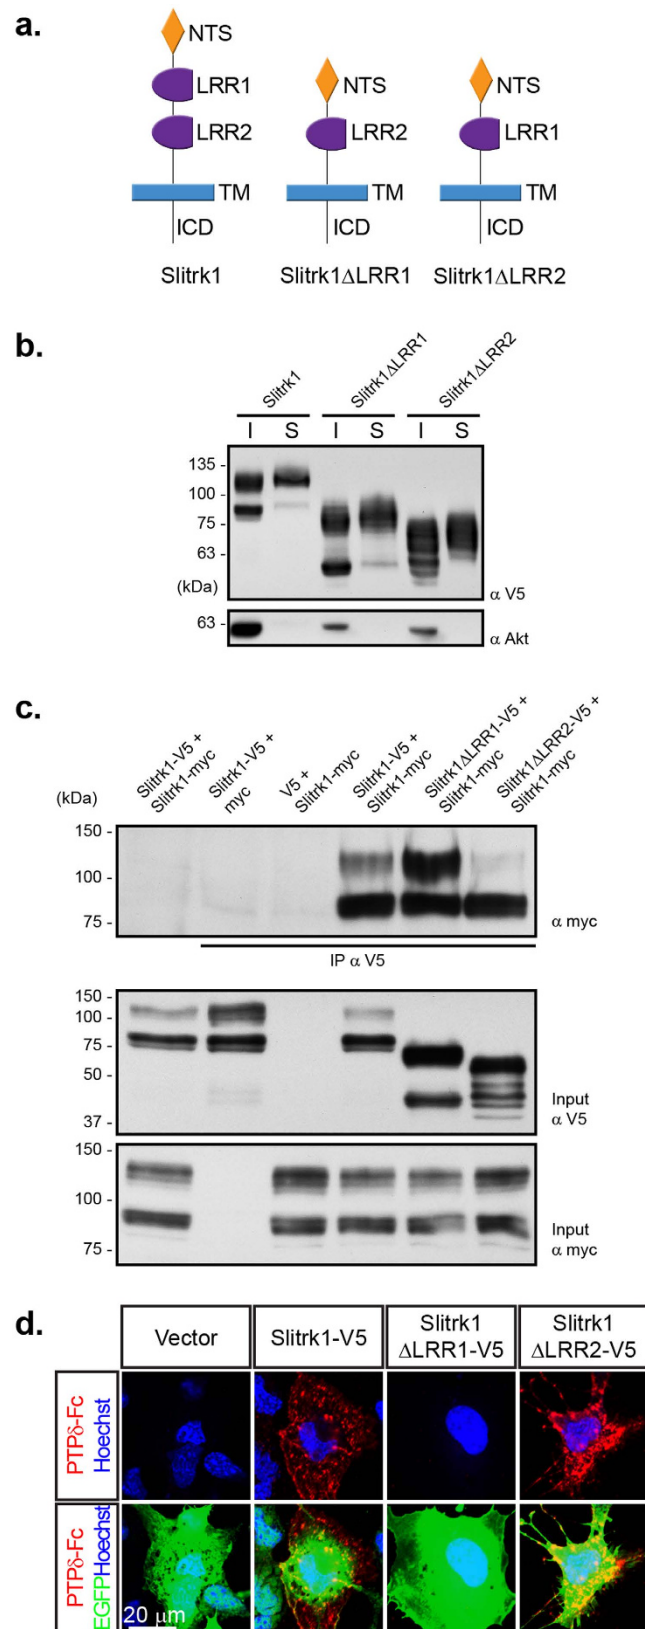 a.
NTS
LRR1
LRR2
TM
ICD
Slitrk1
NTS
LRR2
TM
ICD
Slitrk1ΔLRR1
NTS
LRR1
TM
ICD
Slitrk1ΔLRR2
b.
Slitrk1
Slitrk1ΔLRR1
Slitrk1ΔLRR2
I S I S I S
135 -
100 -
75 -
63 -
(kDa)
α V5
63 -
α Akt
c.
(kDa)
Slitrk1-V5 +
Slitrk1-myc
Slitrk1-V5 +
myc
V5 +
Slitrk1-myc
Slitrk1-V5 +
Slitrk1-myc
Slitrk1ΔLRR1-V5 +
Slitrk1-myc
Slitrk1ΔLRR2-V5 +
Slitrk1-myc
150 -
100 -
75 -
α myc
IP α V5
150 -
100 -
75 -
50 -
37 -
Input
α V5
150 -
100 -
75 -
Input
α myc
d.
Vector
Slitrk1-V5
Slitrk1
ΔLRR1-V5
Slitrk1
ΔLRR2-V5
PTPδ-Fc
Hoechst
PTPδ-Fc
EGFPHoechst
20 μm